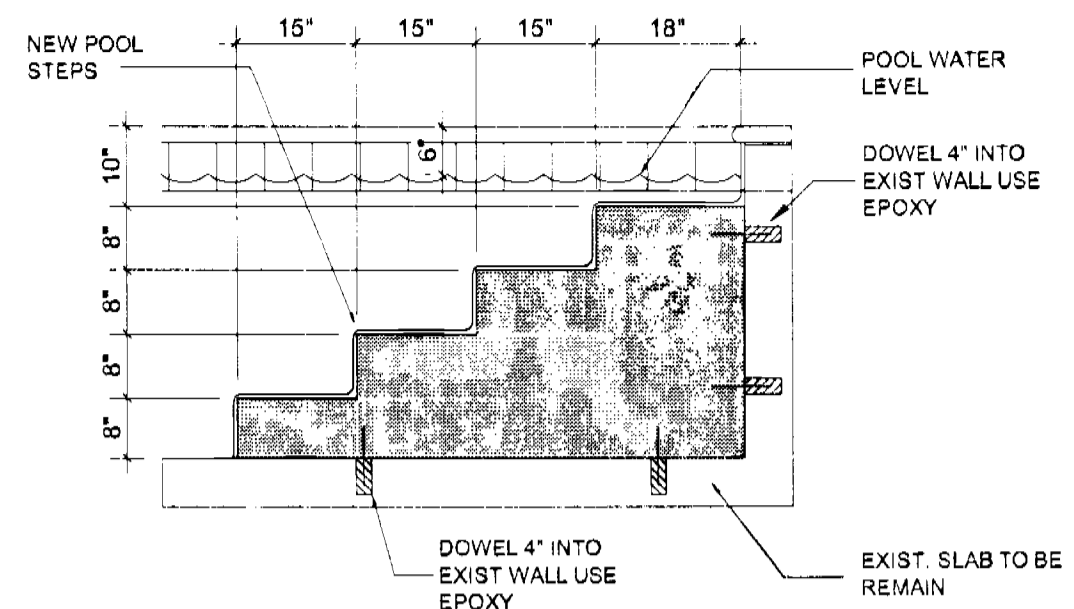 15" 15" 15" 18"
NEW POOL
STEPS
POOL WATER
LEVEL
10"
6"
DOWEL 4" INTO
EXIST WALL USE
EPOXY
8"
8"
8"
8"
DOWEL 4" INTO
EXIST WALL USE
EPOXY
EXIST. SLAB TO BE
REMAIN